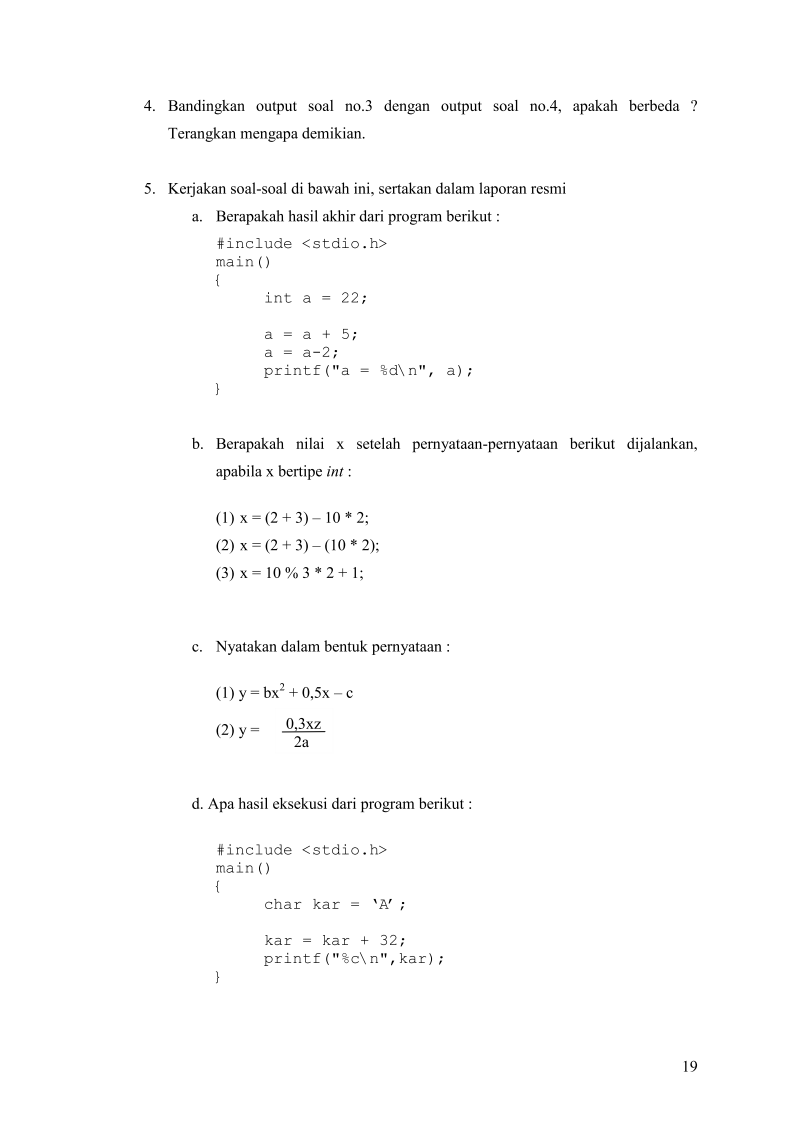 4. Bandingkan output soal no.3 dengan output soal no.4, apakah berbeda ?
Terangkan mengapa demikian.
5. Kerjakan soal-soal di bawah ini, sertakan dalam laporan resmi
a. Berapakah hasil akhir dari program berikut :
#include <stdio.h>
main()
{
int a = 22;
a = a + 5;
a = a-2;
printf("a = %d\n", a);
}
b. Berapakah nilai x setelah pernyataan-pernyataan berikut dijalankan,
apabila x bertipe int :
(1) x = (2 + 3) – 10 * 2;
(2) x = (2 + 3) – (10 * 2);
(3) x = 10 % 3 * 2 + 1;
c. Nyatakan dalam bentuk pernyataan :
(1) y = bx² + 0,5x – c
(2) y = 0,3xz
2a
d. Apa hasil eksekusi dari program berikut :
#include <stdio.h>
main()
{
char kar = ‘A’;
kar = kar + 32;
printf("%c\n",kar);
}
19